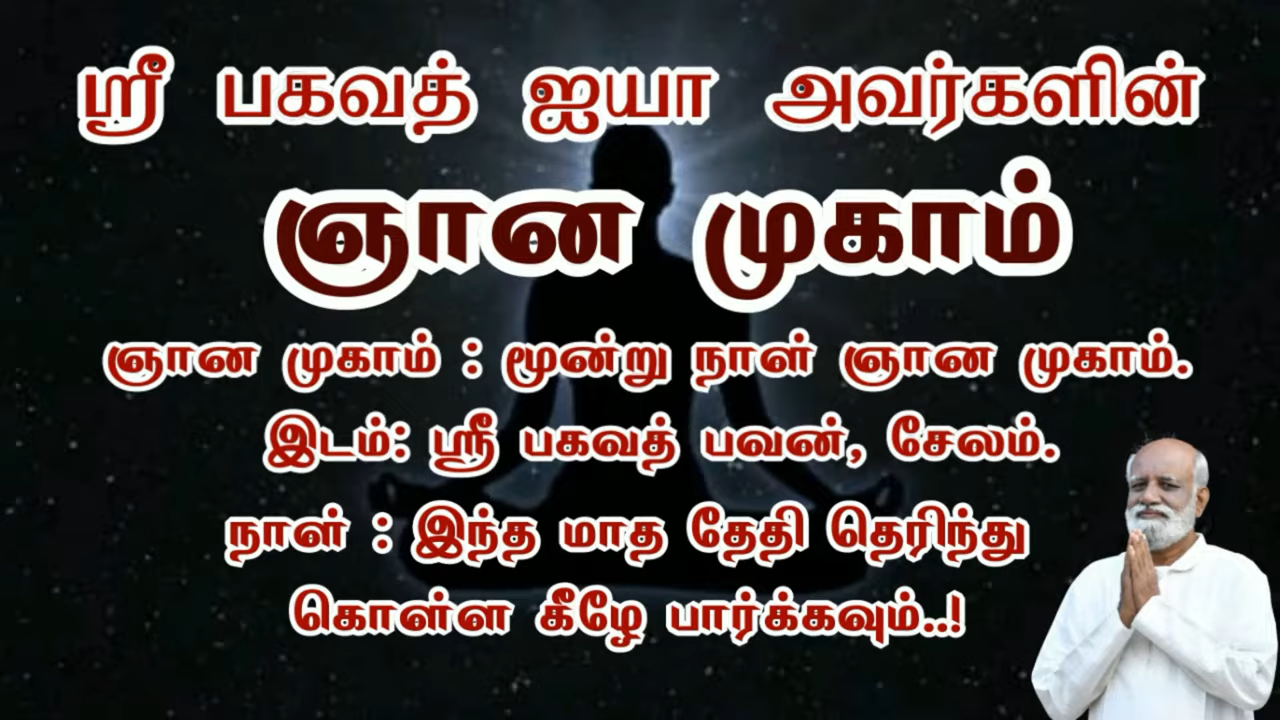 ஸ்ரீ பகவத் ஐயா அவர்களின்
ஞான முகாம்
ஞான முகாம் : மூன்று நாள் ஞான முகாம்.
இடம்: ஸ்ரீ பகவத் பவன், சேலம்.
நாள் : இந்த மாத தேதி தெரிந்து
கொள்ள கீழே பார்க்கவும்..!